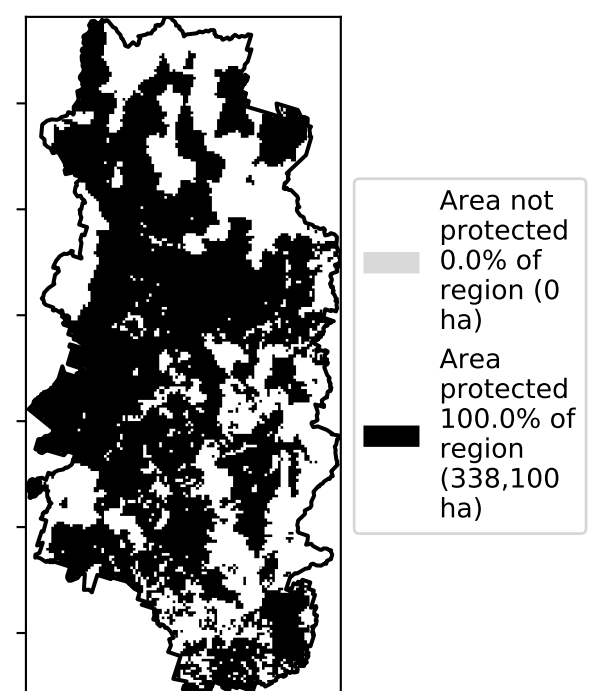 Area not
protected
0.0% of
region (0
ha)
Area
protected
100.0% of
region
(338,100
ha)